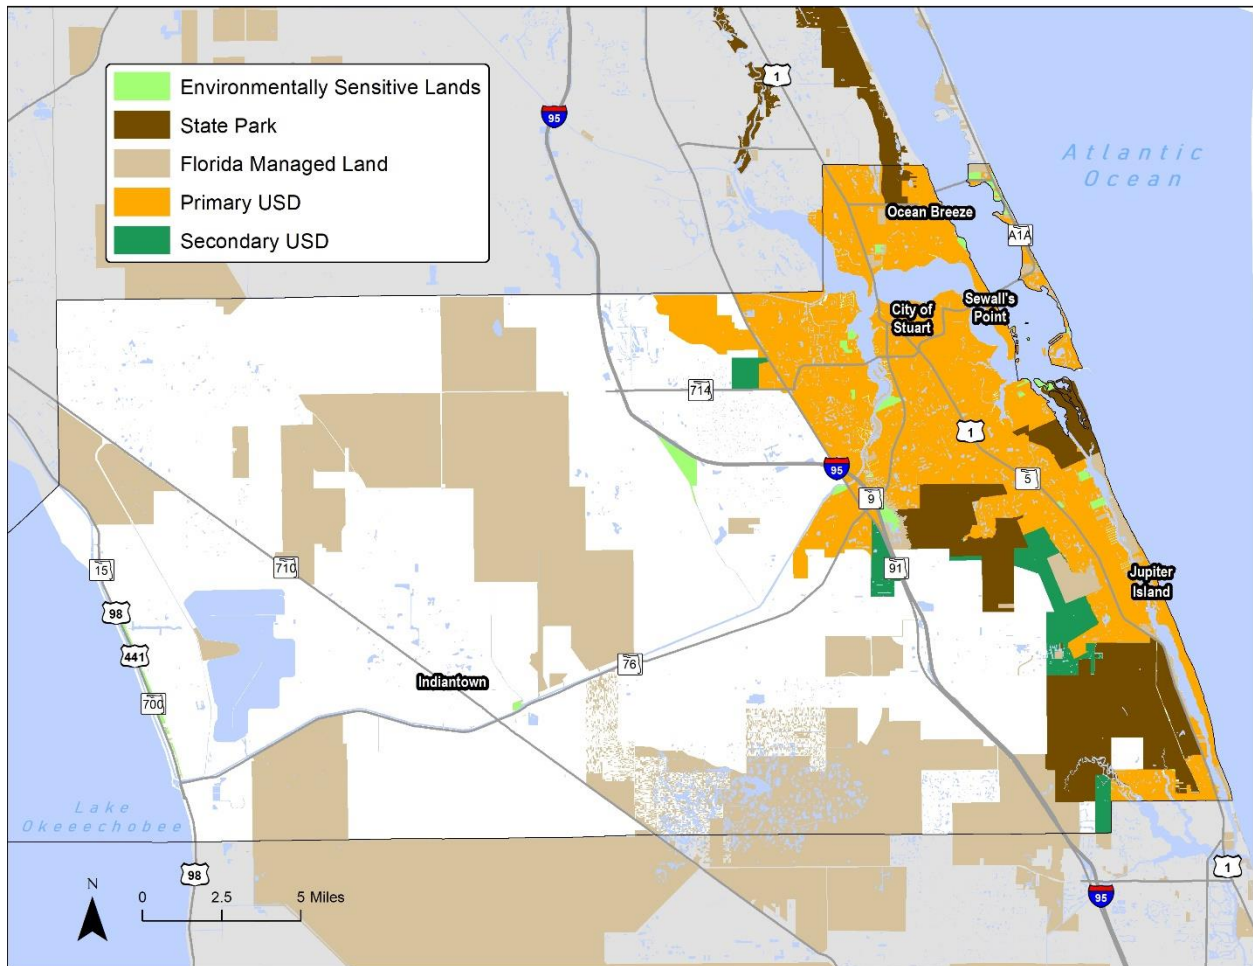 Environmentally Sensitive Lands
State Park
Florida Managed Land
Primary USD
Secondary USD
1
95
Atlantic
Ocean
Ocean Breeze
A1A
City of
Stuart
Sewall's
Point
714
1
95
5
9
15
710
91
98
Jupiter
Island
441
76
Indiantown
700
Lake
Okeeechobee
N
0
2.5
5 Miles
98
95
1